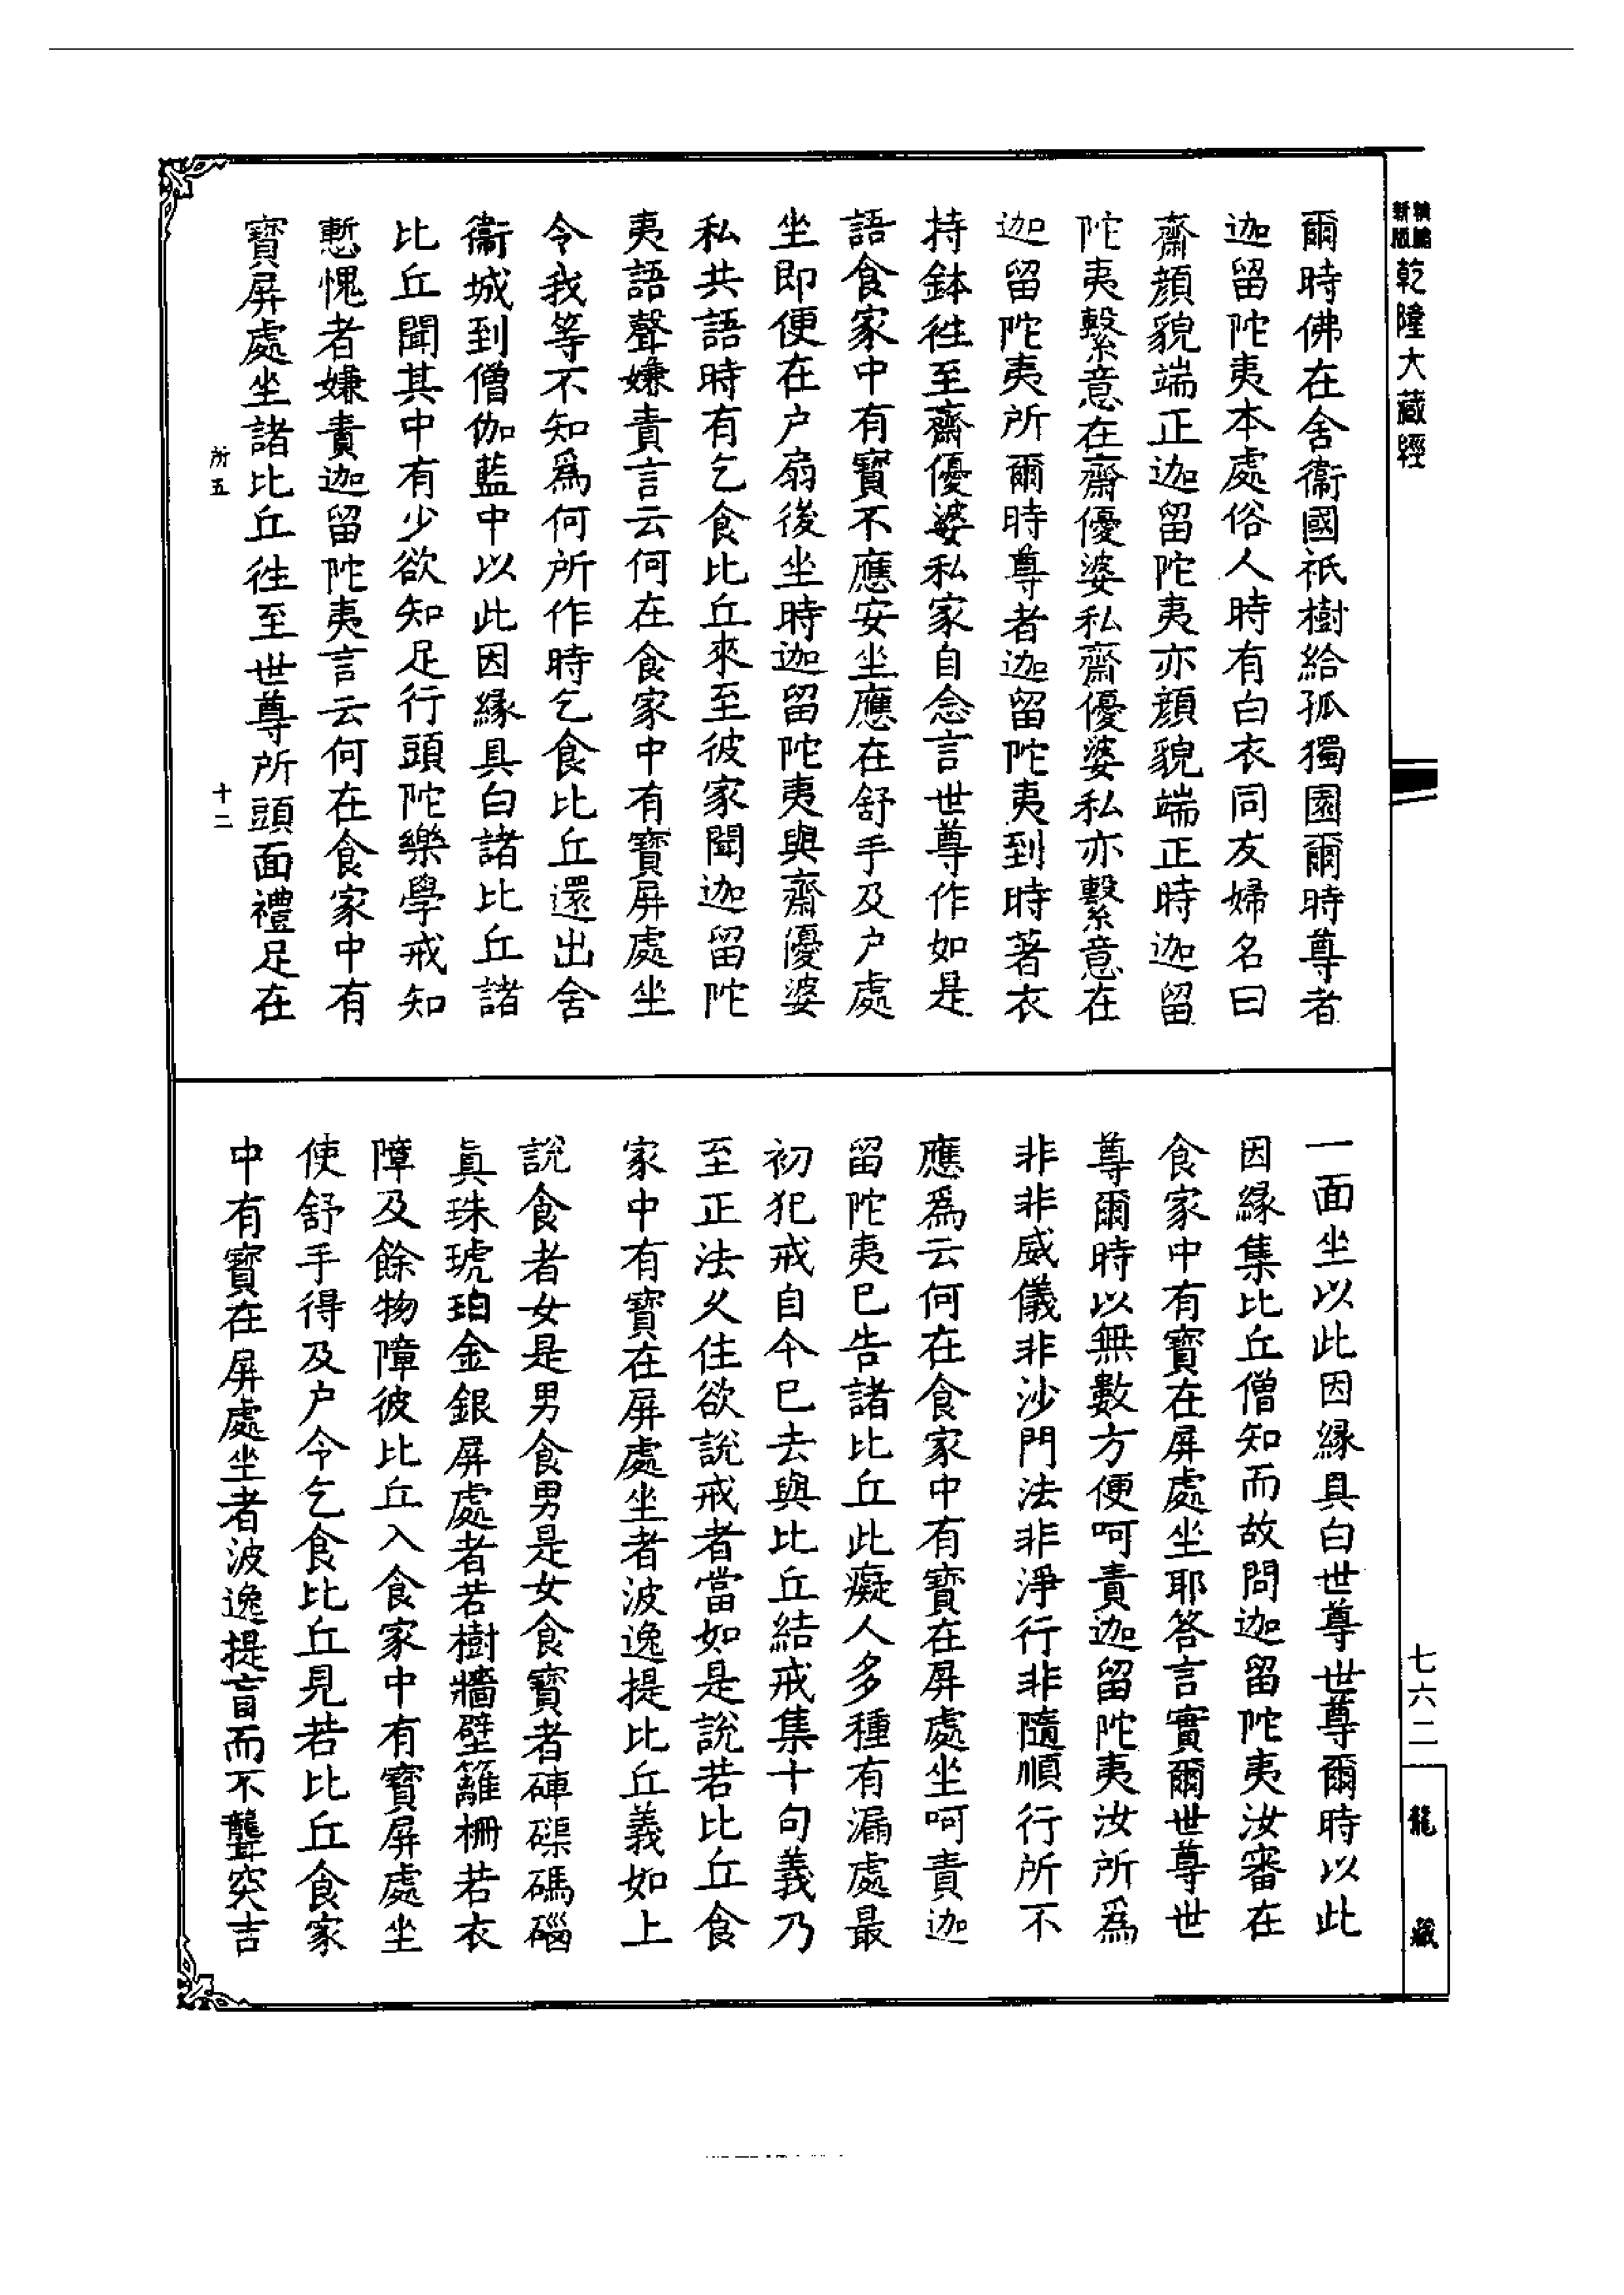 新版
乾隆大藏經
爾時佛在舍衞國祇樹給孤獨園爾時尊者
迦留陀夷本處俗人時有白衣同友婦名曰
齋顏貌端正迦留陀夷亦顏貌端正時迦留
陀夷繫意在齋優婆私齋優婆私亦繫意在
迦留陀夷所爾時尊者迦留陀夷到時著衣
持鉢往至齋優婆私家自念言世尊作如是
語食家中有寶不應安坐應在舒手及户處
坐即便在户扇後坐時迦留陀夷與齋優婆
私共語時有乞食比丘來至彼家聞迦留陀
夷語聲嫌責言云何在食家中有寶屏處坐
令我等不知爲何所作時乞食比丘還出舍
衞城到僧伽藍中以此因緣具白諸比丘諸
比丘聞其中有少欲知足行頭陀樂學戒知
慙愧者嫌責迦留陀夷言云何在食家中有
寶屏處坐諸比丘往至世尊所頭面禮足在
所五
十二
一面坐以此因緣具白世尊世尊爾時以此
因緣集比丘僧知而故問迦留陀夷汝審在
食家中有寶在屏處坐耶答言實爾世尊世
尊爾時以無數方便呵責迦留陀夷汝所爲
非非威儀非沙門法非淨行非隨順行所不
應爲云何在食家中有寶在屏處坐呵責迦
留陀夷巳告諸比丘此癡人多種有漏處最
初犯戒自今巳去與比丘結戒集十句義乃
至正法久住欲說戒者當如是說若比丘食
家中有寶在屏處坐者波逸提比丘義如上
說食者女是男食男是女食寶者硨磲碼碯
眞珠琥珀金銀屏處者若樹牆壁籬栅若衣
障及餘物障彼比丘入食家中有寶屏處坐
使舒手得及户令乞食比丘見若比丘食家
中有寶在屏處坐者波逸提盲而不聾突吉
七六二
龍藏